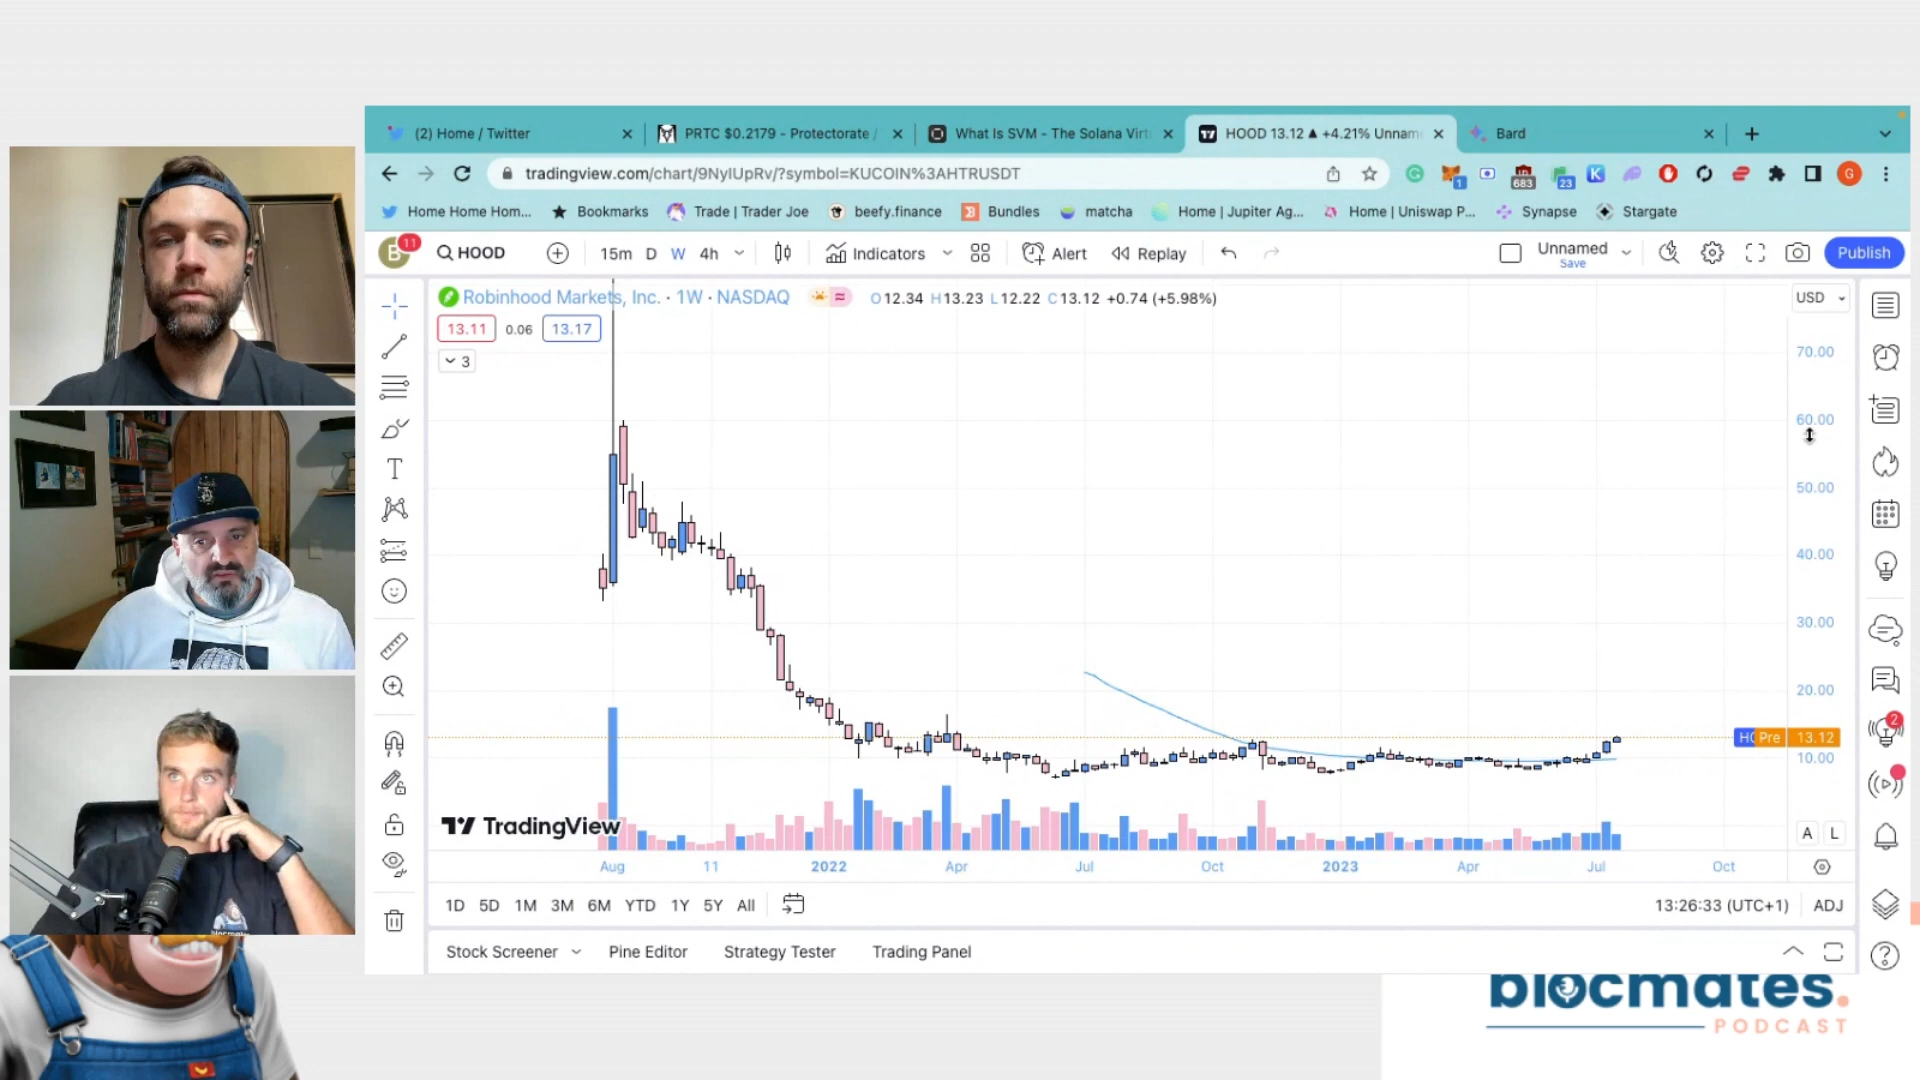 (2) Home / Twitter
PRTC $0.2179 - Protectorate /
What Is SVM - The Solana Virt
HOOD 13.12 ▲ +4.21% Unnam
Bard
tradingview.com/chart/9NyIUpRv/?symbol=KUCOIN%3AHTRUSDT
1
683
23
G
Home Home Hom...
Bookmarks
Trade | Trader Joe
beefy.finance
Bundles
matcha
Home | Jupiter Ag...
Home | Uniswap P...
Synapse
Stargate
B 11
HOOD
15m D W 4h
Indicators
Alert
Replay
Unnamed
Save
Publish
Robinhood Markets, Inc. · 1W · NASDAQ
O12.34 H13.23 L12.22 C13.12 +0.74 (+5.98%)
USD
13.11 0.06 13.17
3
70.00
60.00
50.00
40.00
30.00
20.00
Pre 13.12
10.00
2
TradingView
A L
Aug 11 2022 Apr Jul Oct 2023 Apr Jul Oct
1D 5D 1M 3M 6M YTD 1Y 5Y All
13:26:33 (UTC+1) ADJ
Stock Screener Pine Editor Strategy Tester Trading Panel
blocmates.
PODCAST